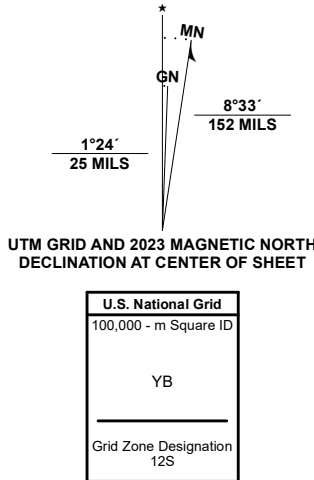 ★
MN
GN
8°33´
152 MILS
1°24´
25 MILS
UTM GRID AND 2023 MAGNETIC NORTH
DECLINATION AT CENTER OF SHEET
U.S. National Grid
100,000 - m Square ID
YB
Grid Zone Designation
12S